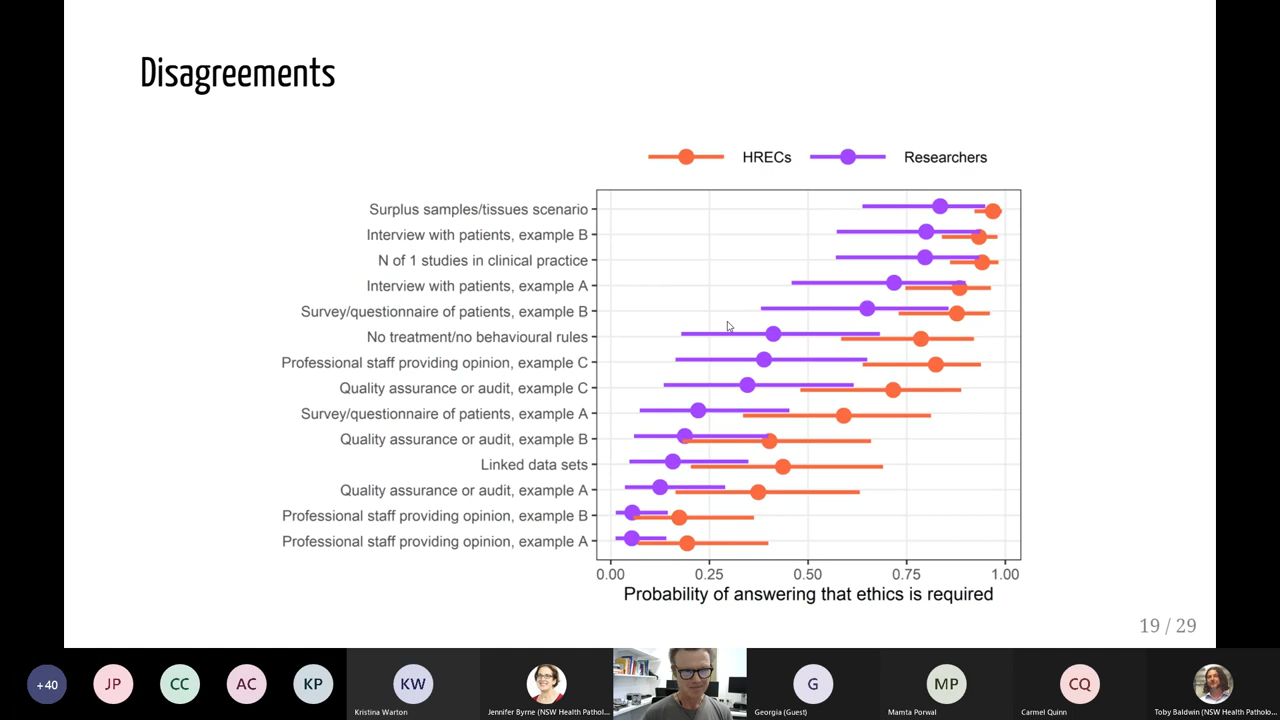 Disagreements
HRECs
Researchers
Surplus samples/tissues scenario
Interview with patients, example B
N of 1 studies in clinical practice
Interview with patients, example A
Survey/questionnaire of patients, example B
No treatment/no behavioural rules
Professional staff providing opinion, example C
Quality assurance or audit, example C
Survey/questionnaire of patients, example A
Quality assurance or audit, example B
Linked data sets
Quality assurance or audit, example A
Professional staff providing opinion, example B
Professional staff providing opinion, example A
0.00 0.25 0.50 0.75 1.00
Probability of answering that ethics is required
19 / 29
+40 JP CC AC KP KW G MP CQ
Kristina Warton Jennifer Byrne (NSW Health Pathol... Georgia (Guest) Mamta Porwal Carmel Quinn Toby Baldwin (NSW Health Patholo...